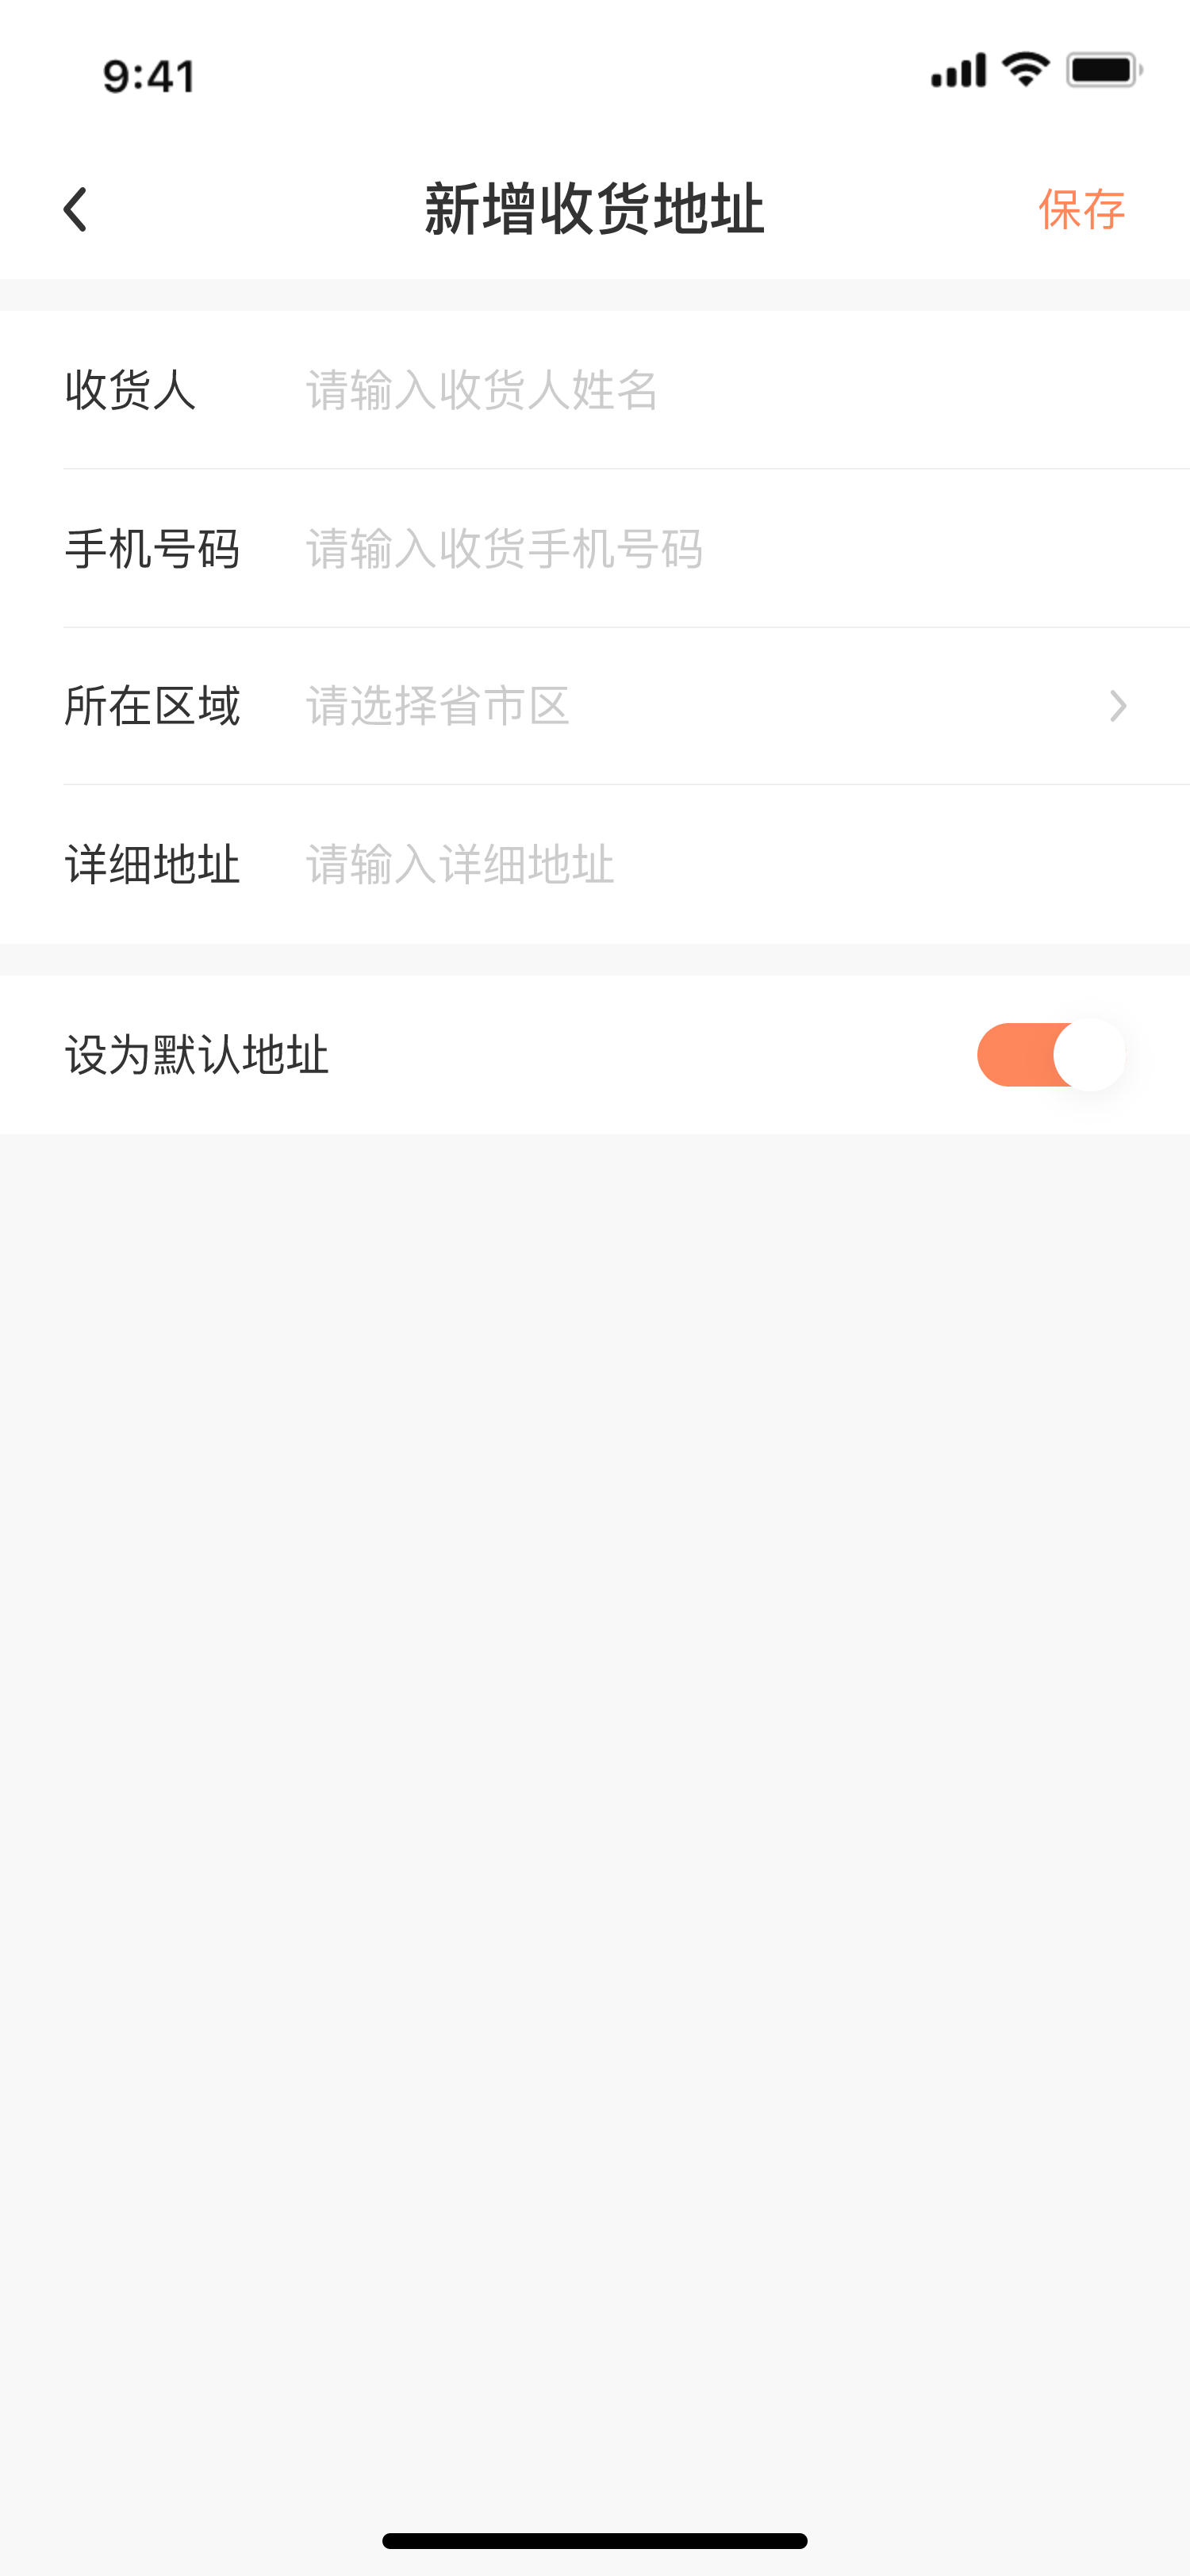 9:41
新增收货地址
保存
收货人 请输入收货人姓名
手机号码 请输入收货手机号码
所在区域 请选择省市区
详细地址 请输入详细地址
设为默认地址